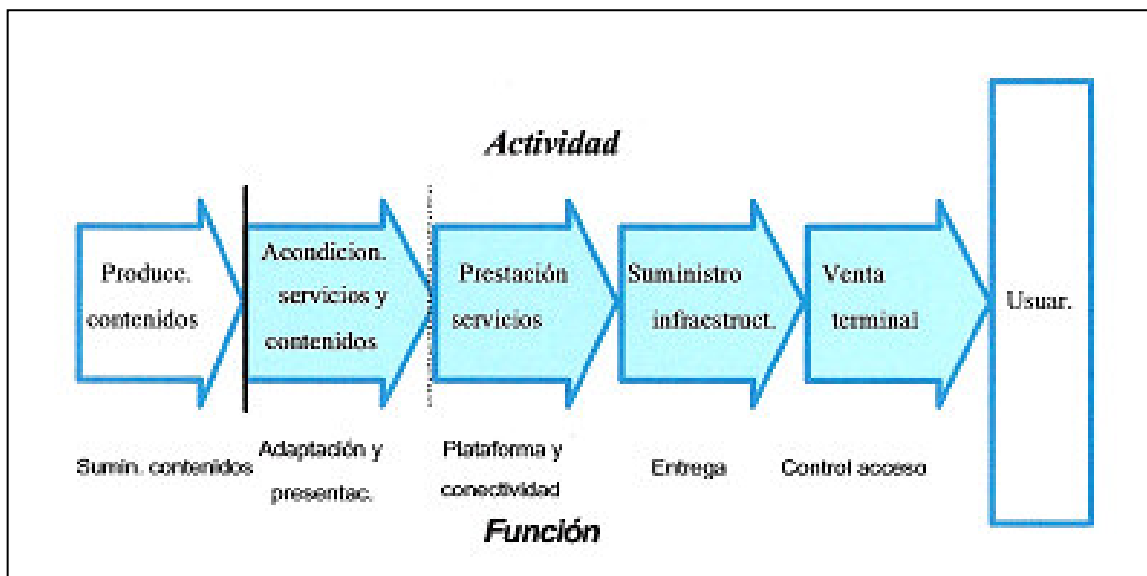 Actividad
Produce.
contenidos
Acondicion.
servicios y
contenidos
Prestación
servicios
Suministro
infraestruct.
Venta
terminal
Usuar.
Sumin. contenidos
Adaptación y
presentac.
Plataforma y
conectividad
Entrega
Control acceso
Función